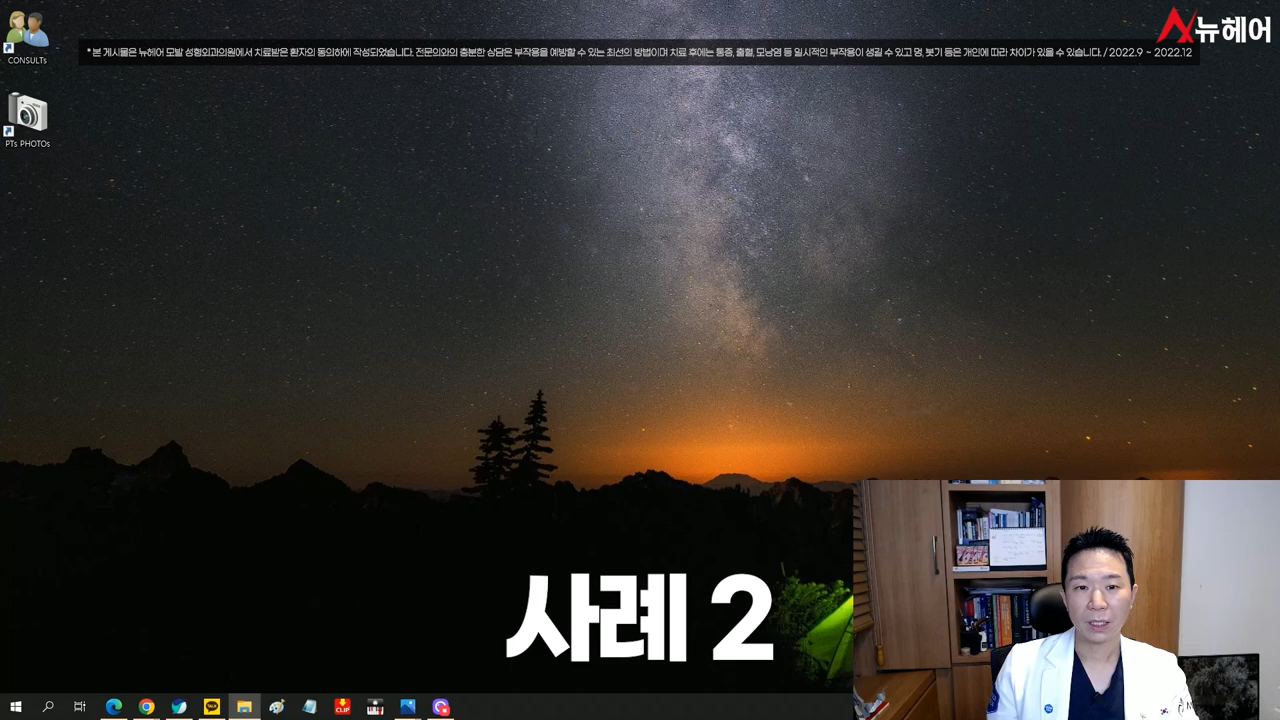 뉴헤어
* 본 게시물은 뉴헤어 모발 성형외과의원에서 치료받은 환자의 동의하에 작성되었습니다. 전문의와의 충분한 상담은 부작용을 예방할 수 있는 최선의 방법이며 치료 후에는 통증, 출혈, 모낭염 등 일시적인 부작용이 생길 수 있고 멍, 붓기 등은 개인에 따라 차이가 있을 수 있습니다. / 2022.9 ~ 2022.12
CONSULTs
PTs PHOTOs
사례 2
CLIP